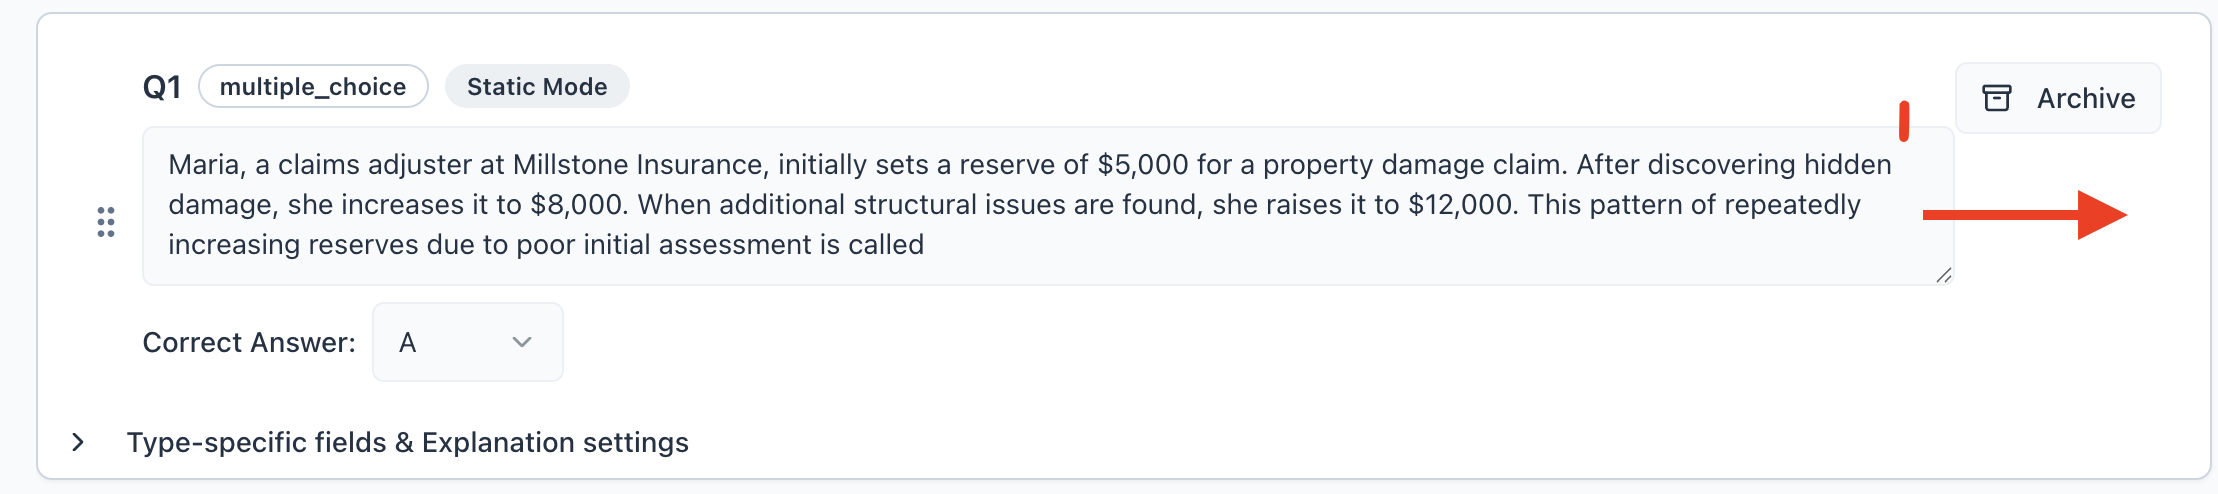 Q1 multiple_choice Static Mode
Archive
Maria, a claims adjuster at Millstone Insurance, initially sets a reserve of $5,000 for a property damage claim. After discovering hidden
damage, she increases it to $8,000. When additional structural issues are found, she raises it to $12,000. This pattern of repeatedly
increasing reserves due to poor initial assessment is called
Correct Answer: A
Type-specific fields & Explanation settings